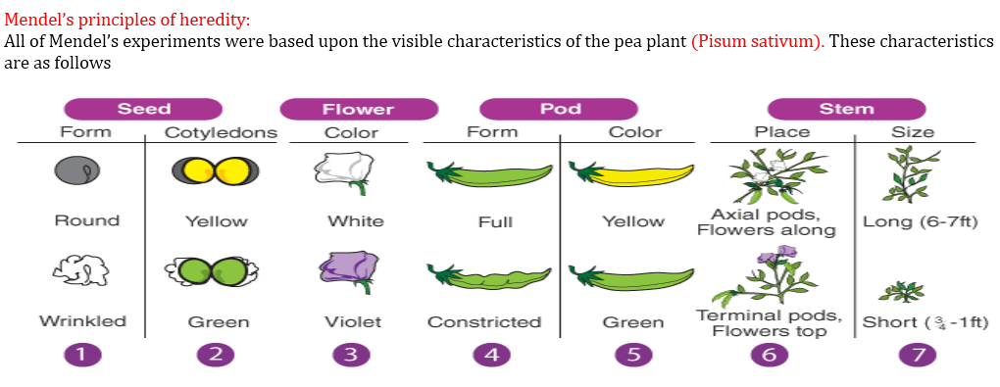 Mendel's principles of heredity:
All of Mendel's experiments were based upon the visible characteristics of the pea plant (Pisum sativum). These characteristics
are as follows
Seed Flower Pod Stem
Form Cotyledons Color Form Color Place Size
Round Yellow White Full Yellow Axial pods, Long (6-7ft)
Flowers along
Wrinkled Green Violet Constricted Green Terminal pods, Short (¾-1ft)
Flowers top
1 2 3 4 5 6 7